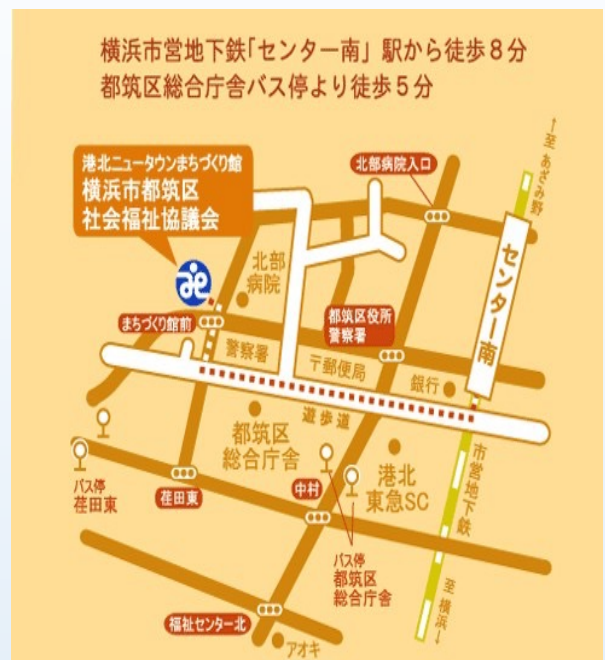 横浜市営地下鉄「センター南」駅から徒歩8分
都筑区総合庁舎バス停より徒歩5分
港北ニュータウンまちづくり館
横浜市都筑区
社会福祉協議会
北部病院入口
↑至 あざみ野
センター南
北部
病院
まちづくり館前
都筑区役所
警察署
警察署
〒郵便局
銀行
遊歩道
都筑区
総合庁舎
港北
東急SC
市営地下鉄
バス停
荏田東
荏田東
中村
バス停
都筑区
総合庁舎
至 横浜↓
福祉センター北
アオキ